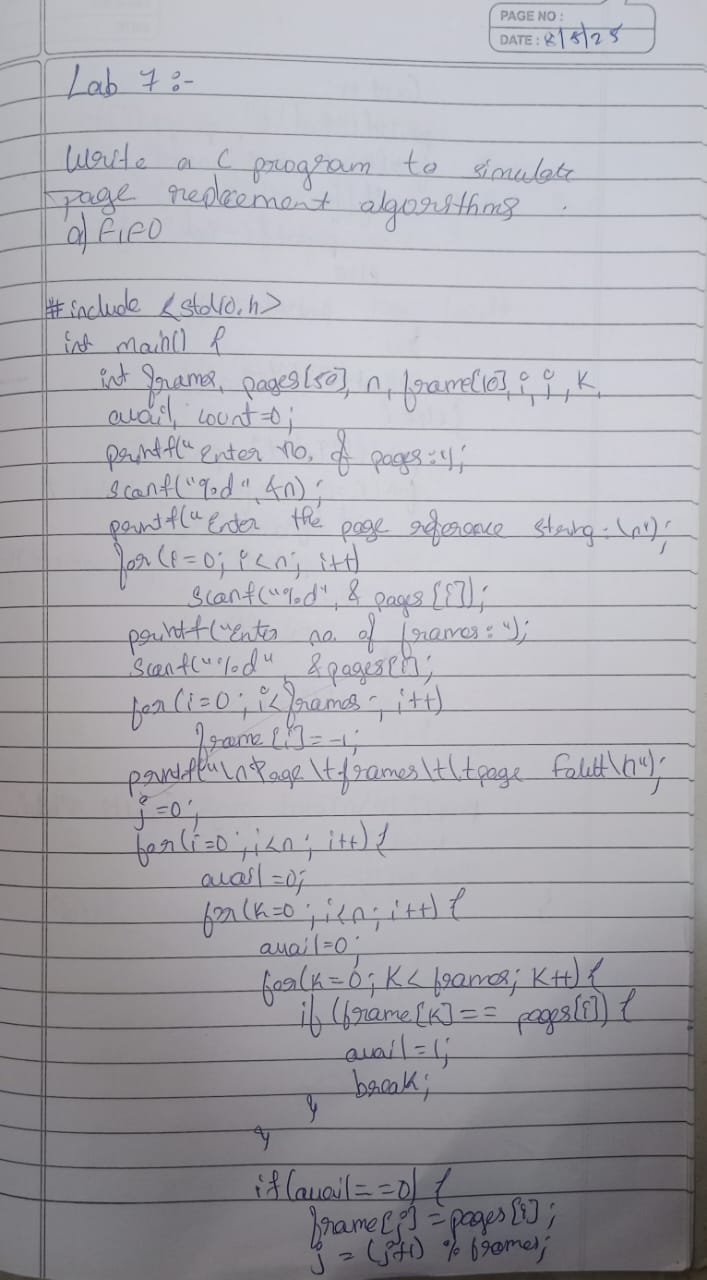 PAGE NO :
DATE : 8/5/25
Lab 7 :-
Write a C program to simulate
page replacement algorithms.
a) FIFO
#include <stdio.h>
int main() {
int frames, pages[50], n, frame[10], i, j, k,
avail, count=0;
printf("Enter no. of pages:");
scanf("%d", &n);
printf("Enter the page reference string:\n");
for(i=0; i<n; i++)
scanf("%d", & pages[i]);
printf("Enter no. of frames:");
scanf("%d", &pages[i];
for (i=0; i<frames; i++)
frame[i]=-1;
printf("\nPage\tframes\t\tpage Fault\n");
j=0;
for(i=0; i<n; i++) {
avail=0;
for(k=0; i<n; i++) {
avail=0;
for(k=0; k<frames; k++) {
if (frame[k]== pages[i]) {
avail=1;
break;
}
}
if(avail==0) {
frame[j]=pages[i];
j = (j+1) % frames;